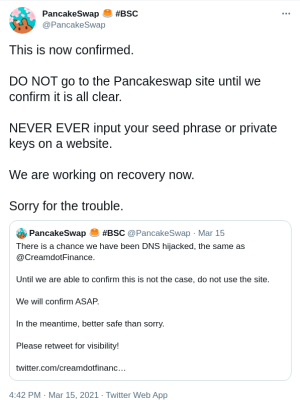 PancakeSwap 🥞 #BSC
@PancakeSwap
This is now confirmed.
DO NOT go to the Pancakeswap site until we
confirm it is all clear.
NEVER EVER input your seed phrase or private
keys on a website.
We are working on recovery now.
Sorry for the trouble.
PancakeSwap 🥞 #BSC @PancakeSwap · Mar 15
There is a chance we have been DNS hijacked, the same as
@CreamdotFinance.
Until we are able to confirm this is not the case, do not use the site.
We will confirm ASAP.
In the meantime, better safe than sorry.
Please retweet for visibility!
twitter.com/creamdotfinanc…
4:42 PM · Mar 15, 2021 · Twitter Web App